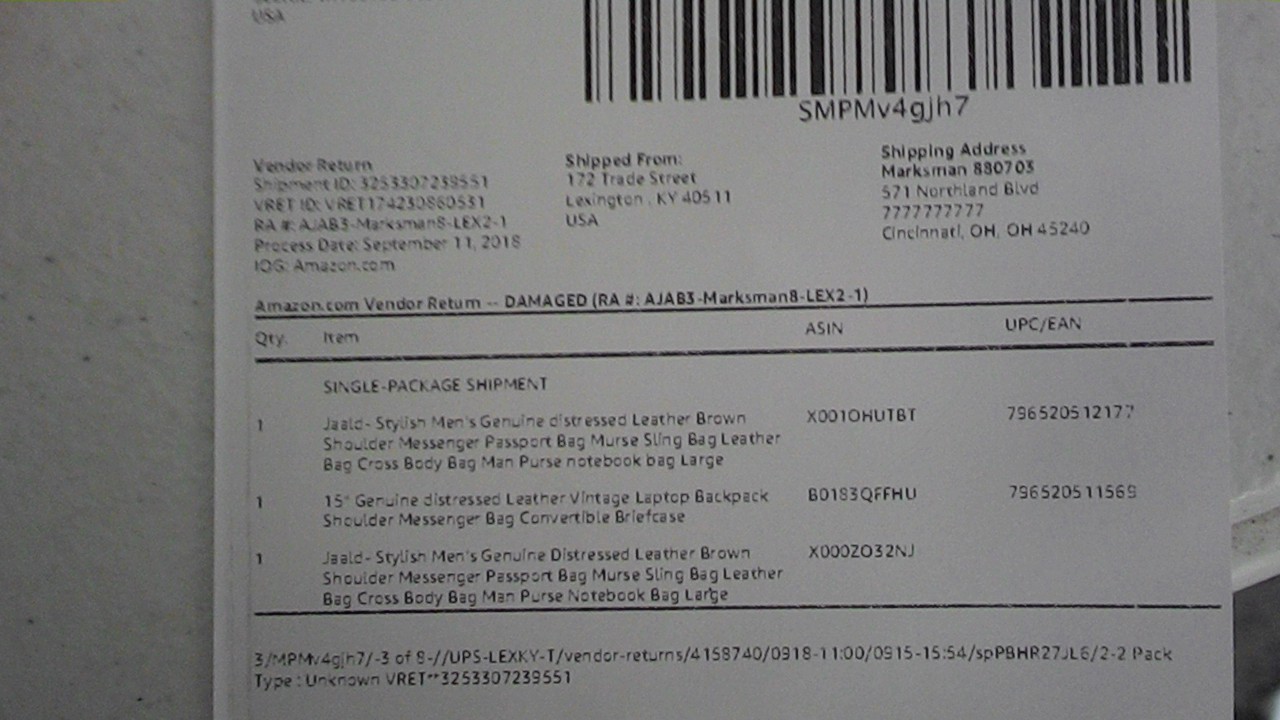 USA
SMPMv4gjh7
Vendor Return
Shipment ID: 3253307239551
VRET ID: VRET174230860531
RA #: AJAB3-Marksman8-LEX2-1
Process Date: September 11, 2018
IOG: Amazon.com
Shipped From:
172 Trade Street
Lexington , KY 40511
USA
Shipping Address
Marksman 880703
571 Northland Blvd
7777777777
Cincinnati, OH, OH 45240
Amazon.com Vendor Return -- DAMAGED (RA #: AJAB3-Marksman8-LEX2-1)
Qty. Item ASIN UPC/EAN
SINGLE-PACKAGE SHIPMENT
1 Jaald- Stylish Men's Genuine distressed Leather Brown X001OHUTBT 796520512177
Shoulder Messenger Passport Bag Murse Sling Bag Leather
Bag Cross Body Bag Man Purse notebook bag Large
1 15" Genuine distressed Leather Vintage Laptop Backpack B0183QFFHU 796520511569
Shoulder Messenger Bag Convertible Briefcase
1 Jaald- Stylish Men's Genuine Distressed Leather Brown X000ZO32NJ
Shoulder Messenger Passport Bag Murse Sling Bag Leather
Bag Cross Body Bag Man Purse Notebook Bag Large
3/MPMv4gjh7/-3 of 8-//UPS-LEXKY-T/vendor-returns/4158740/0918-11:00/0915-15:54/spPBHR27JL6/2-2 Pack
Type : Unknown VRET**3253307239551